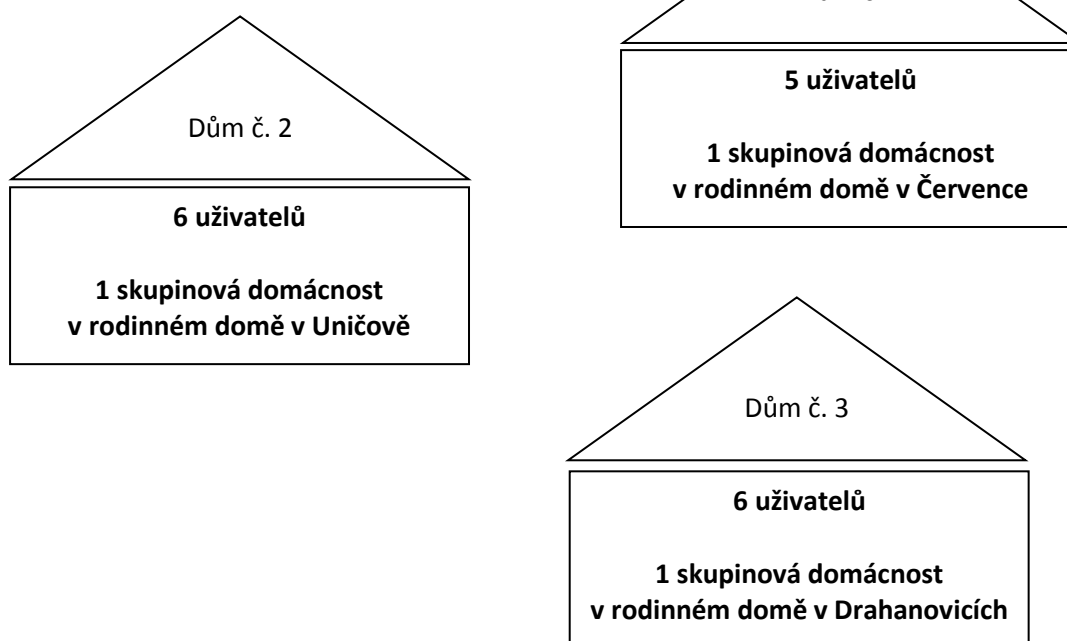 5 uživatelů
1 skupinová domácnost
v rodinném domě v Července
Dům č. 2
6 uživatelů
1 skupinová domácnost
v rodinném domě v Uničově
Dům č. 3
6 uživatelů
1 skupinová domácnost
v rodinném domě v Drahanovicích